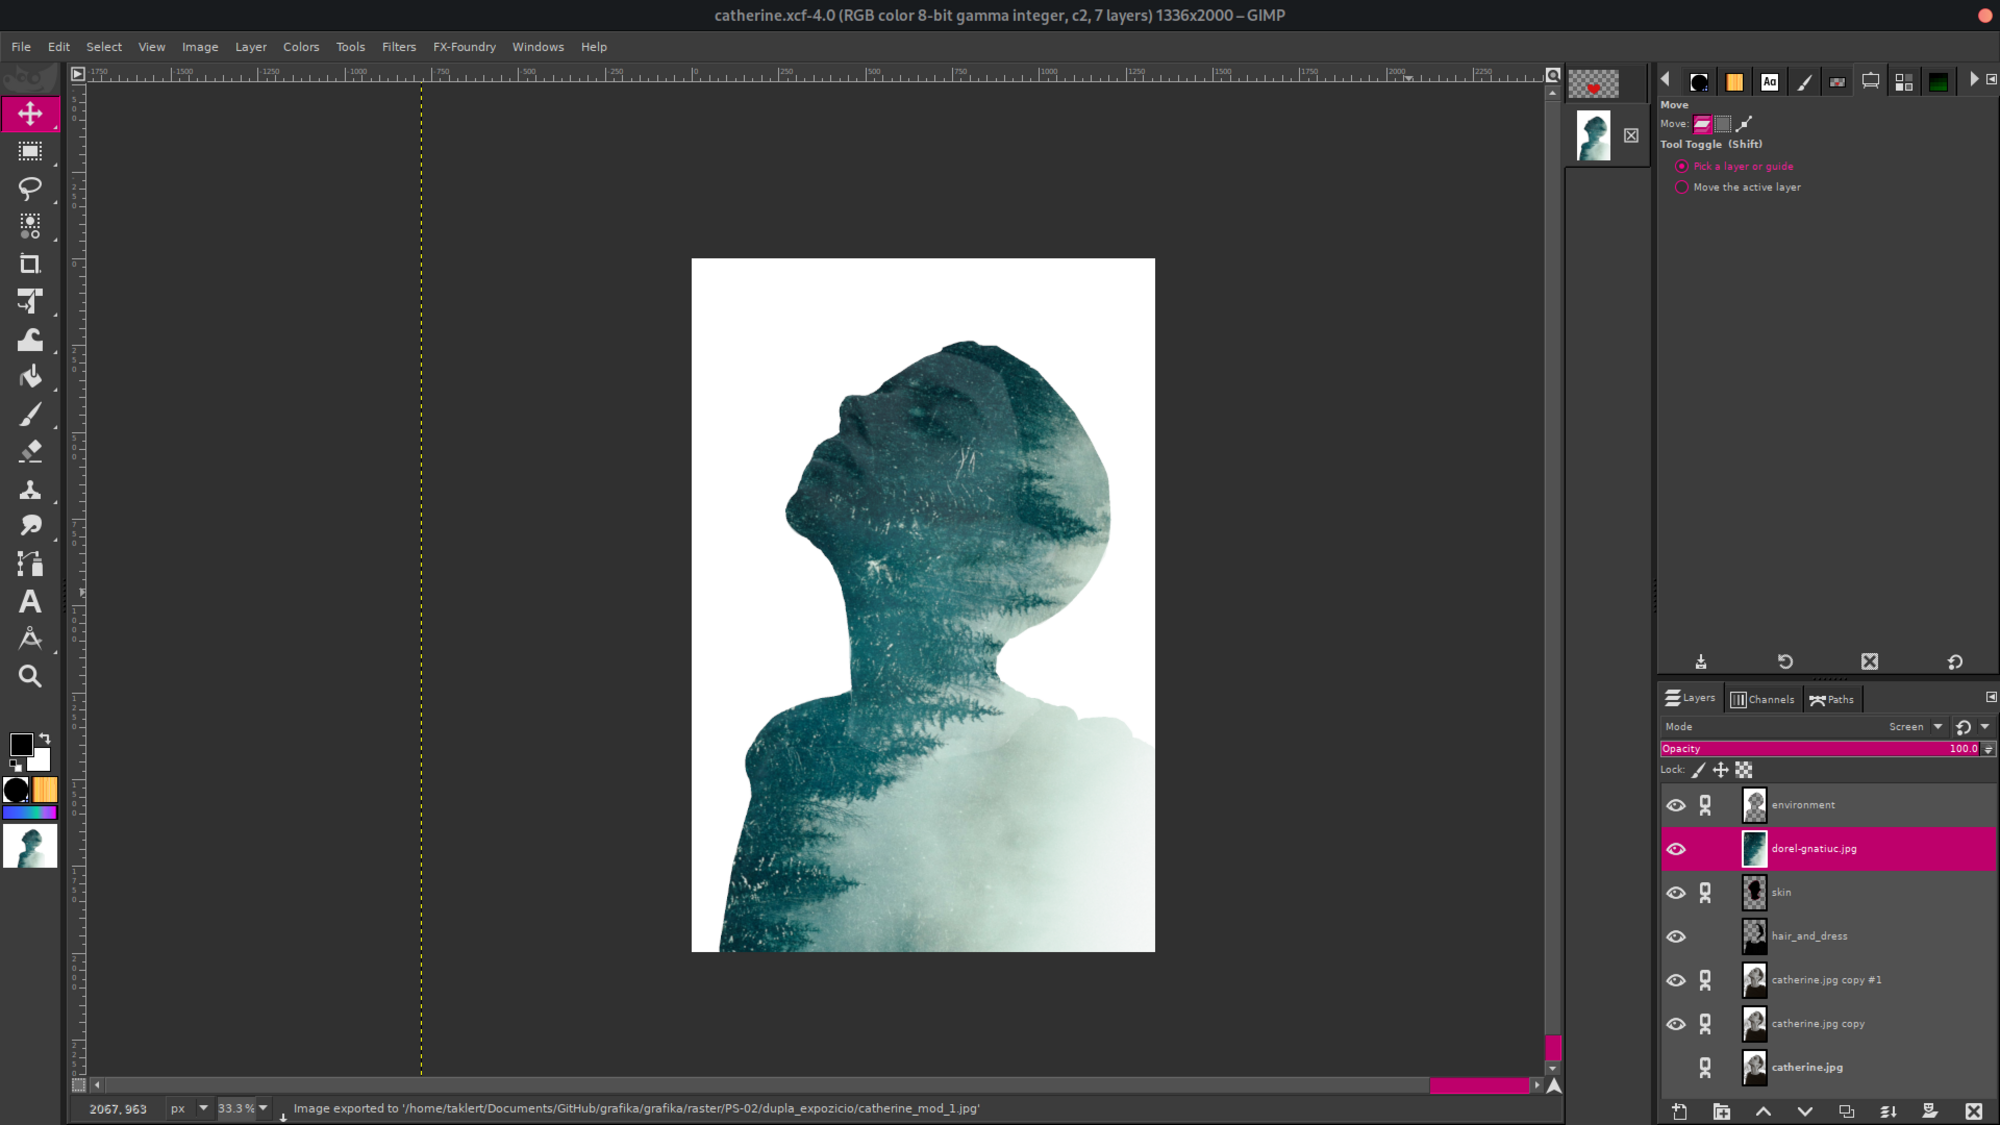 catherine.xcf-4.0 (RGB color 8-bit gamma integer, c2, 7 layers) 1336x2000 – GIMP
File Edit Select View Image Layer Colors Tools Filters FX-Foundry Windows Help
-1750 -1500 -1250 -1000 -750 -500 -250 0 250 500 750 1000 1250 1500 1750 2000 2250
Aa
Move
Move:
Tool Toggle (Shift)
Pick a layer or guide
Move the active layer
Layers Channels Paths
Mode Screen
Opacity 100.0
Lock:
environment
dorel-gnatiuc.jpg
skin
hair_and_dress
catherine.jpg copy #1
catherine.jpg copy
catherine.jpg
2067, 963 px 33.3 % Image exported to '/home/taklert/Documents/GitHub/grafika/grafika/raster/PS-02/dupla_expozicio/catherine_mod_1.jpg'